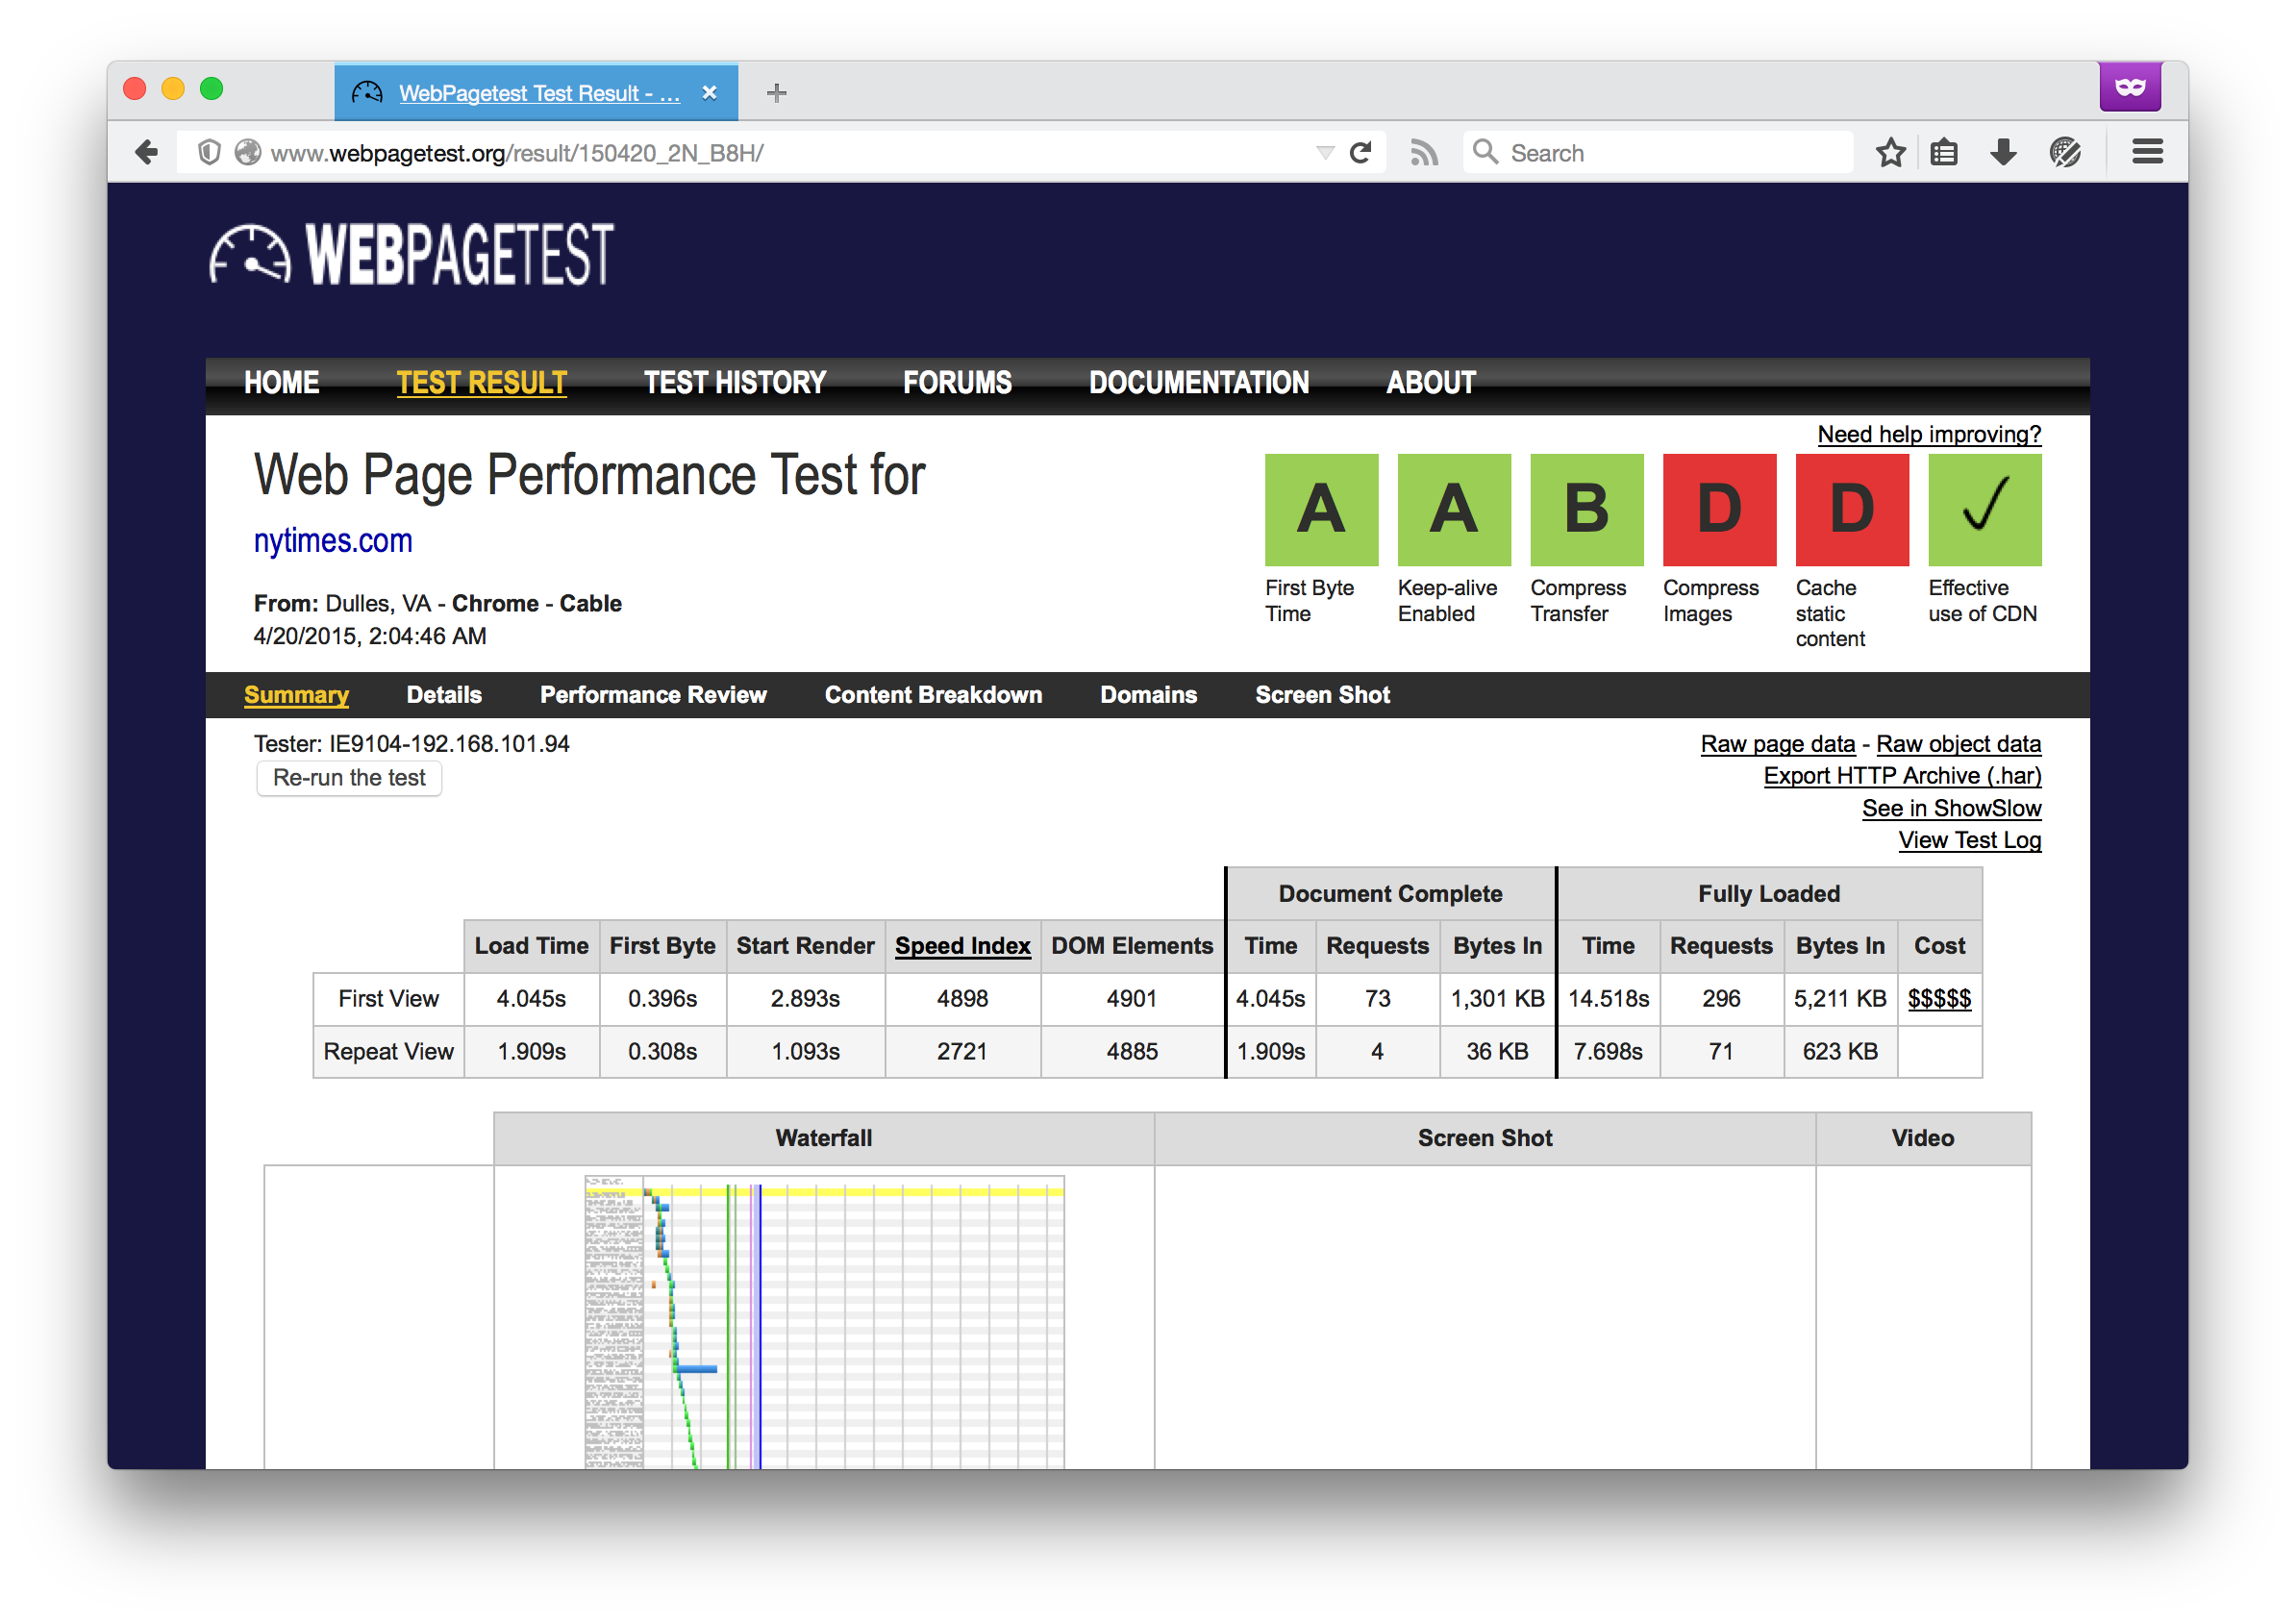 WebPagetest Test Result - ...
www.webpagetest.org/result/150420_2N_B8H/
Search
WEBPAGETEST
HOME TEST RESULT TEST HISTORY FORUMS DOCUMENTATION ABOUT
Need help improving?
Web Page Performance Test for
nytimes.com
From: Dulles, VA - Chrome - Cable
4/20/2015, 2:04:46 AM
A A B D D
First Byte Time
Keep-alive Enabled
Compress Transfer
Compress Images
Cache static content
Effective use of CDN
Summary Details Performance Review Content Breakdown Domains Screen Shot
Tester: IE9104-192.168.101.94
Re-run the test
Raw page data - Raw object data
Export HTTP Archive (.har)
See in ShowSlow
View Test Log
Document Complete Fully Loaded
Load Time First Byte Start Render Speed Index DOM Elements Time Requests Bytes In Time Requests Bytes In Cost
First View 4.045s 0.396s 2.893s 4898 4901 4.045s 73 1,301 KB 14.518s 296 5,211 KB $$$$$
Repeat View 1.909s 0.308s 1.093s 2721 4885 1.909s 4 36 KB 7.698s 71 623 KB
Waterfall Screen Shot Video